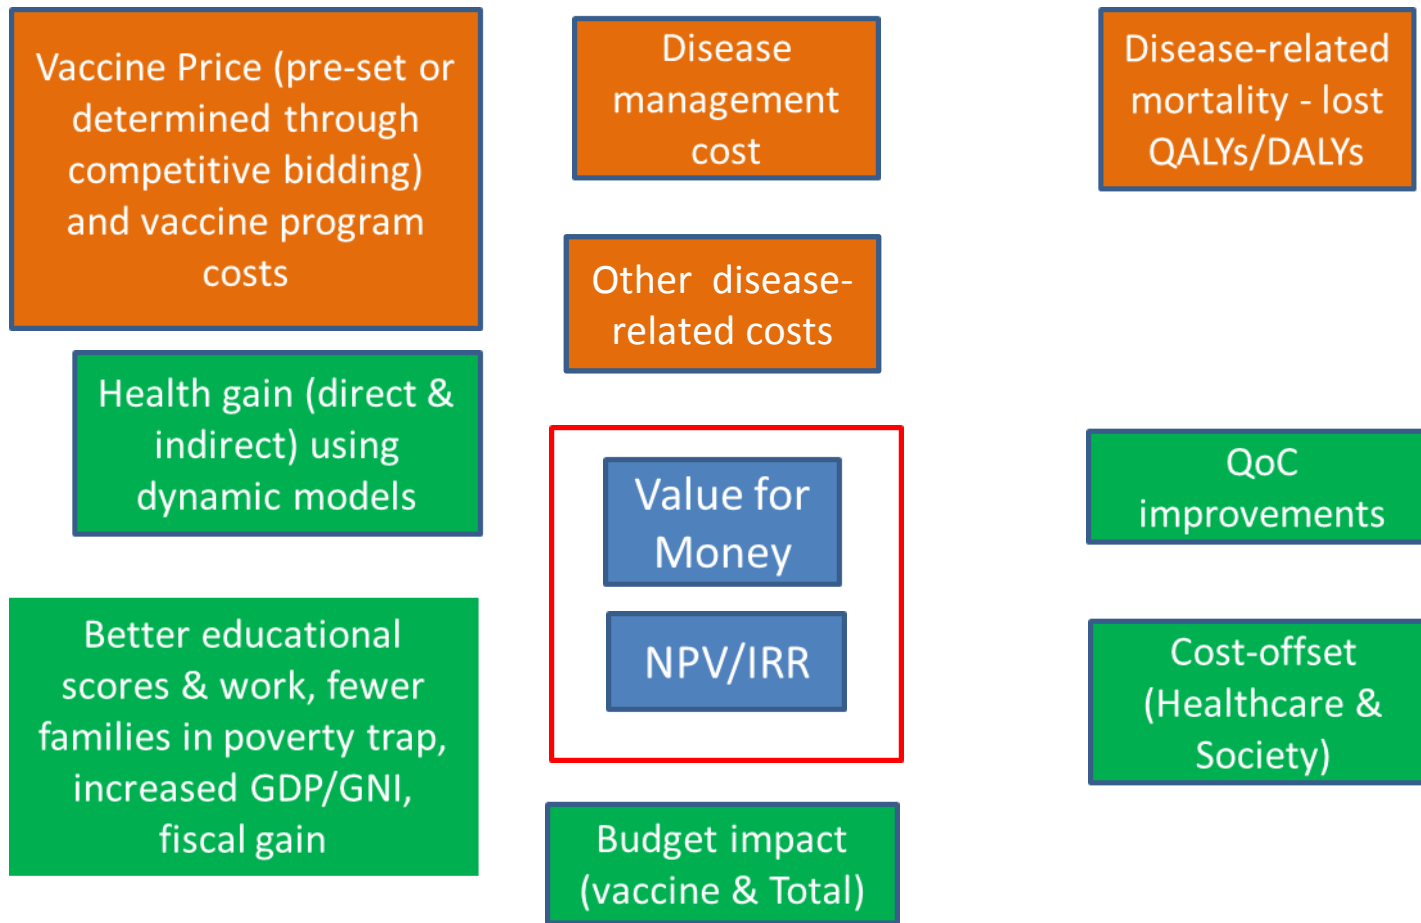 Vaccine Price (pre-set or
determined through
competitive bidding)
and vaccine program
costs
Disease
management
cost
Disease-related
mortality - lost
QALYs/DALYs
Other disease-
related costs
Health gain (direct &
indirect) using
dynamic models
Value for
Money
NPV/IRR
QoC
improvements
Better educational
scores & work, fewer
families in poverty trap,
increased GDP/GNI,
fiscal gain
Cost-offset
(Healthcare &
Society)
Budget impact
(vaccine & Total)